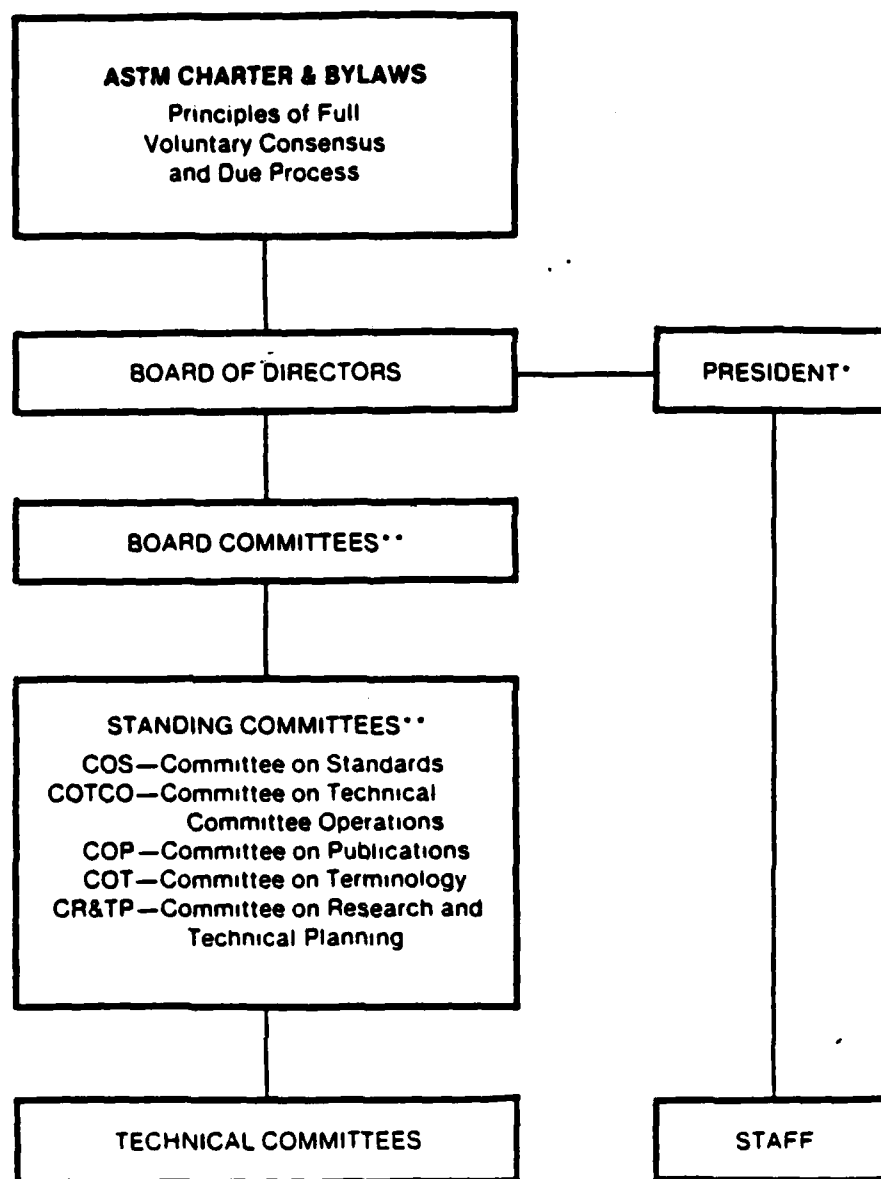 ASTM CHARTER & BYLAWS
Principles of Full
Voluntary Consensus
and Due Process
BOARD OF DIRECTORS
PRESIDENT*
BOARD COMMITTEES**
STANDING COMMITTEES**
COS—Committee on Standards
COTCO—Committee on Technical
Committee Operations
COP—Committee on Publications
COT—Committee on Terminology
CR&TP—Committee on Research and
Technical Planning
TECHNICAL COMMITTEES
STAFF